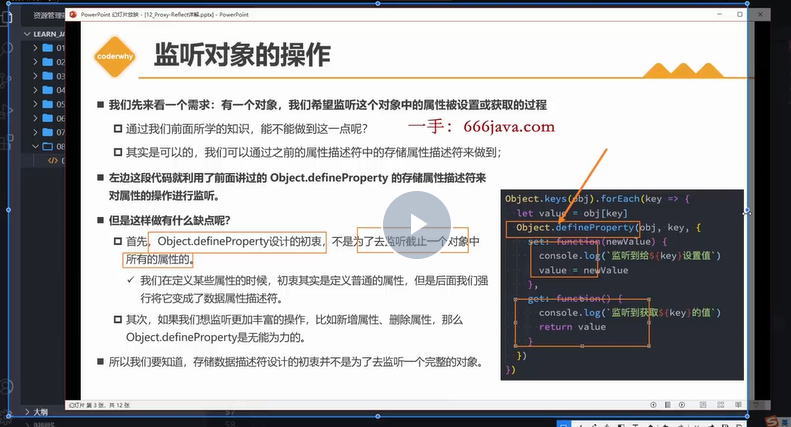 资源管理
PowerPoint 幻灯片放映 - [12_Proxy-Reflect详解.pptx] - PowerPoint
LEARN_JA
01
02
03
04
05
06
07
08
coderwhy
监听对象的操作
我们先来看一个需求：有一个对象，我们希望监听这个对象中的属性被设置或获取的过程
通过我们前面所学的知识，能不能做到这一点呢？
一手：666java.com
其实是可以的，我们可以通过之前的属性描述符中的存储属性描述符来做到；
左边这段代码就利用了前面讲过的 Object.defineProperty 的存储属性描述符来
对属性的操作进行监听。
但是这样做有什么缺点呢？
首先，Object.defineProperty设计的初衷，不是为了去监听截止一个对象中
所有的属性的。
我们在定义某些属性的时候，初衷其实是定义普通的属性，但是后面我们强
行将它变成了数据属性描述符。
其次，如果我们想监听更加丰富的操作，比如新增属性、删除属性，那么
Object.defineProperty是无能为力的。
所以我们要知道，存储数据描述符设计的初衷并不是为了去监听一个完整的对象。
Object.keys(obj).forEach(key => {
let value = obj[key]
Object.defineProperty(obj, key, {
set: function(newValue) {
console.log(`监听到给${key}设置值`)
value = newValue
},
get: function() {
console.log(`监听到获取${key}的值`)
return value
}
})
})
幻灯片 第 3 张，共 12 张
大纲
57
英